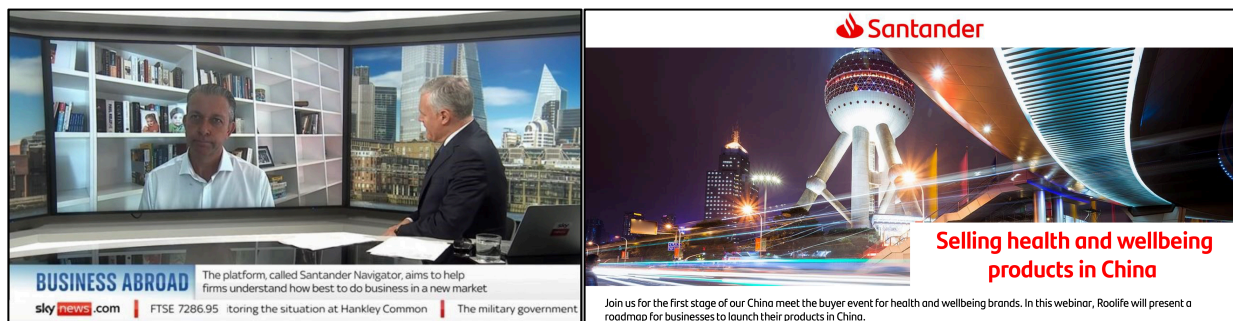 BUSINESS ABROAD
The platform, called Santander Navigator, aims to help
firms understand how best to do business in a new market
sky news.com
FTSE 7286.95 toring the situation at Hankley Common
The military government
Santander
Selling health and wellbeing
products in China
Join us for the first stage of our China meet the buyer event for health and wellbeing brands. In this webinar, Roolife will present a
roadmap for businesses to launch their products in China.